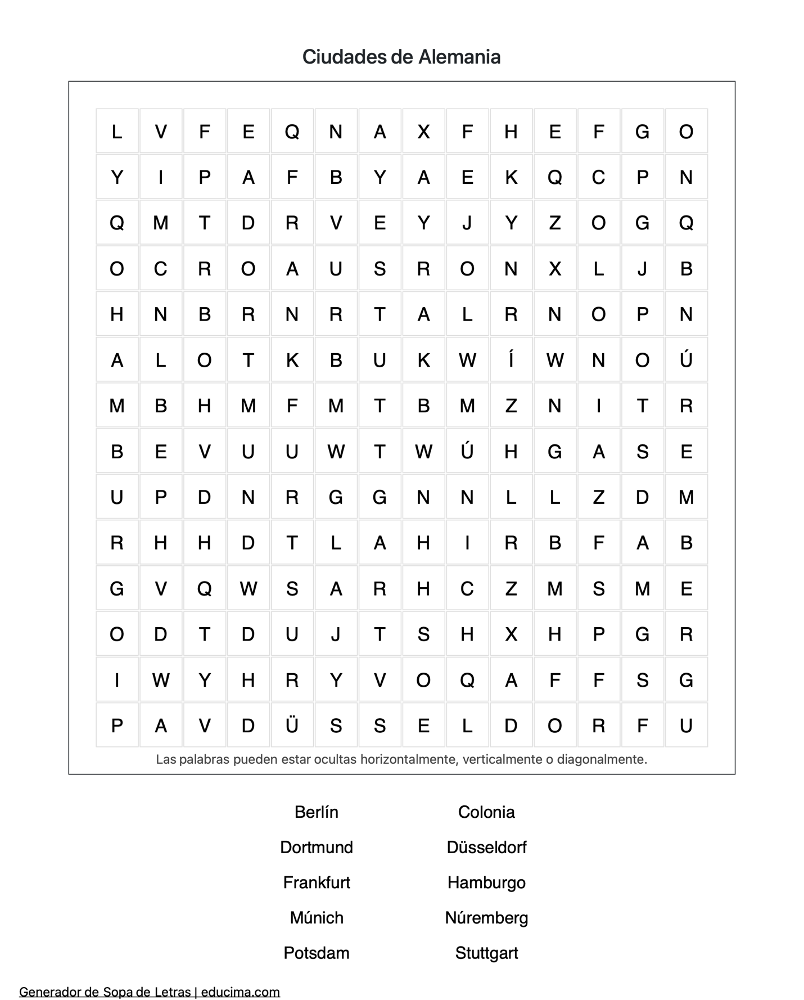 Ciudades de Alemania
L V F E Q N A X F H E F G O
Y I P A F B Y A E K Q C P N
Q M T D R V E Y J Y Z O G Q
O C R O A U S R O N X L J B
H N B R N R T A L R N O P N
A L O T K B U K W Í W N O Ú
M B H M F M T B M Z N I T R
B E V U U W T W Ú H G A S E
U P D N R G G N N L L Z D M
R H H D T L A H I R B F A B
G V Q W S A R H C Z M S M E
O D T D U J T S H X H P G R
I W Y H R Y V O Q A F F S G
P A V D Ü S S E L D O R F U
Las palabras pueden estar ocultas horizontalmente, verticalmente o diagonalmente.
Berlín Colonia
Dortmund Düsseldorf
Frankfurt Hamburgo
Múnich Núremberg
Potsdam Stuttgart
Generador de Sopa de Letras | educima.com